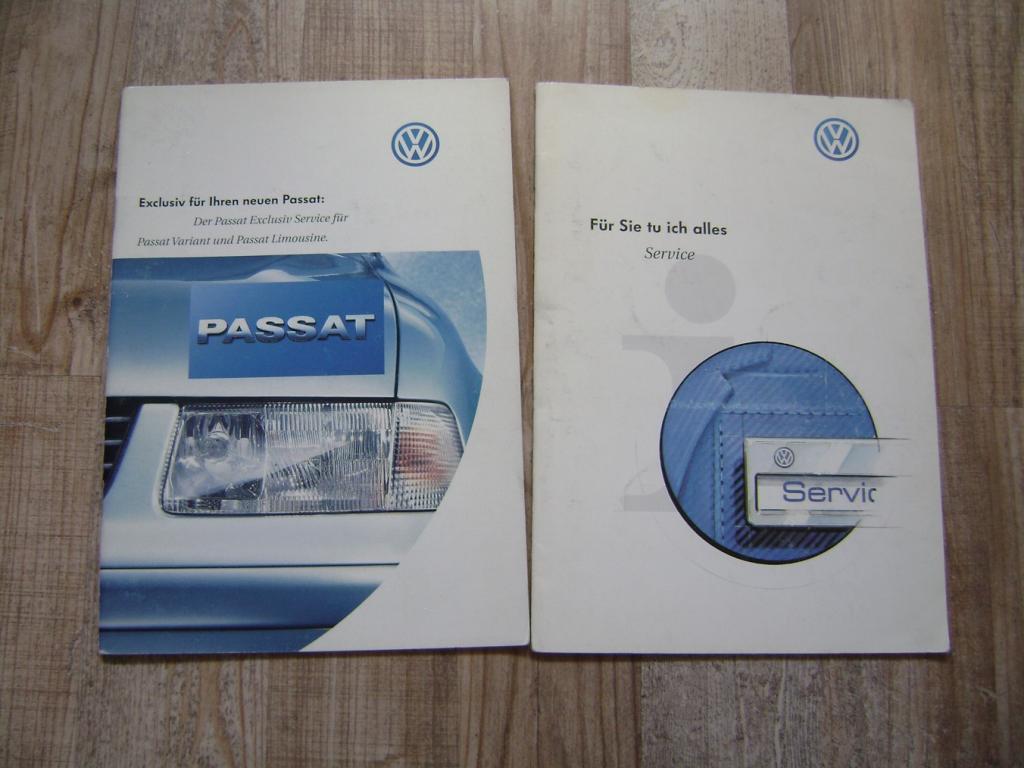 Exclusiv für Ihren neuen Passat:
Der Passat Exclusiv Service für
Passat Variant und Passat Limousine.
PASSAT
Für Sie tu ich alles
Service
i
Servic